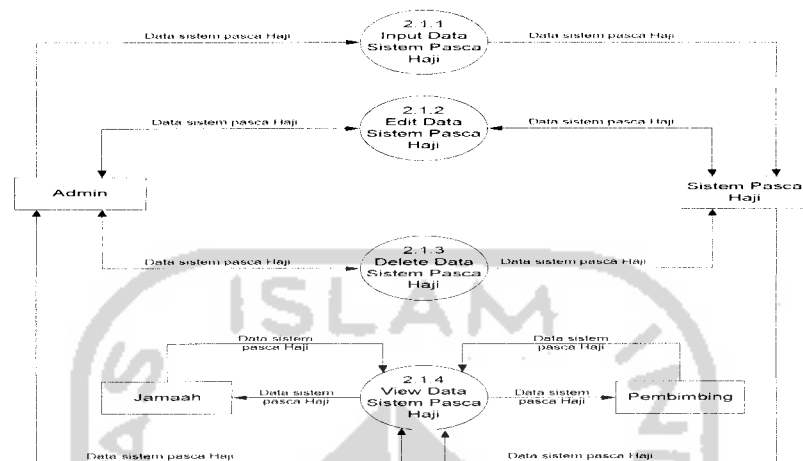 2.1.1
Input Data
Sistem Pasca
Haji
Data sistem pasca Haji
Data sistem pasca Haji
2.1.2
Edit Data
Sistem Pasca
Haji
Data sistem pasca Haji
Data sistem pasca Haji
Admin
Sistem Pasca
Haji
2.1.3
Delete Data
Sistem Pasca
Haji
Data sistem pasca Haji
Data sistem pasca Haji
ISLAM
Data sistem
pasca Haji
Data sistem
pasca Haji
2.1.4
View Data
Sistem Pasca
Haji
Jamaah
Data sistem
pasca Haji
Data sistem
pasca Haji
Pembimbing
Data sistem pasca Haji
Data sistem pasca Haji